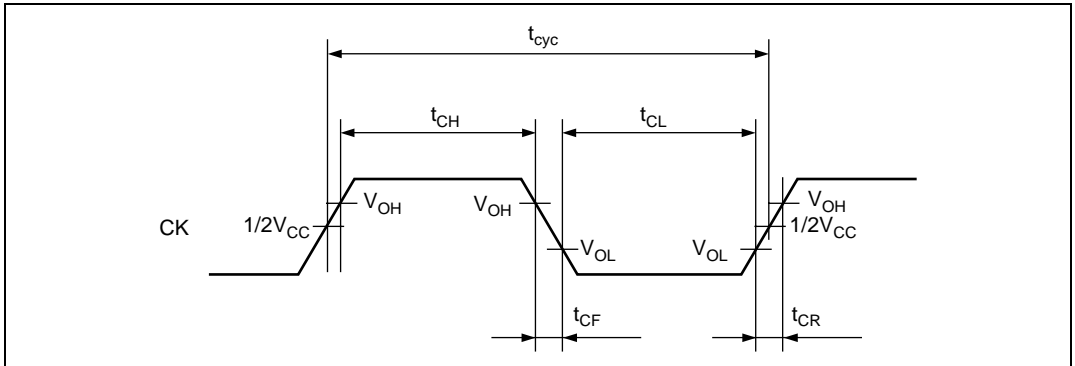 tcyc
tCH
tCL
VOH
VOH
VOH
CK
1/2VCC
1/2VCC
VOL
VOL
tCF
tCR